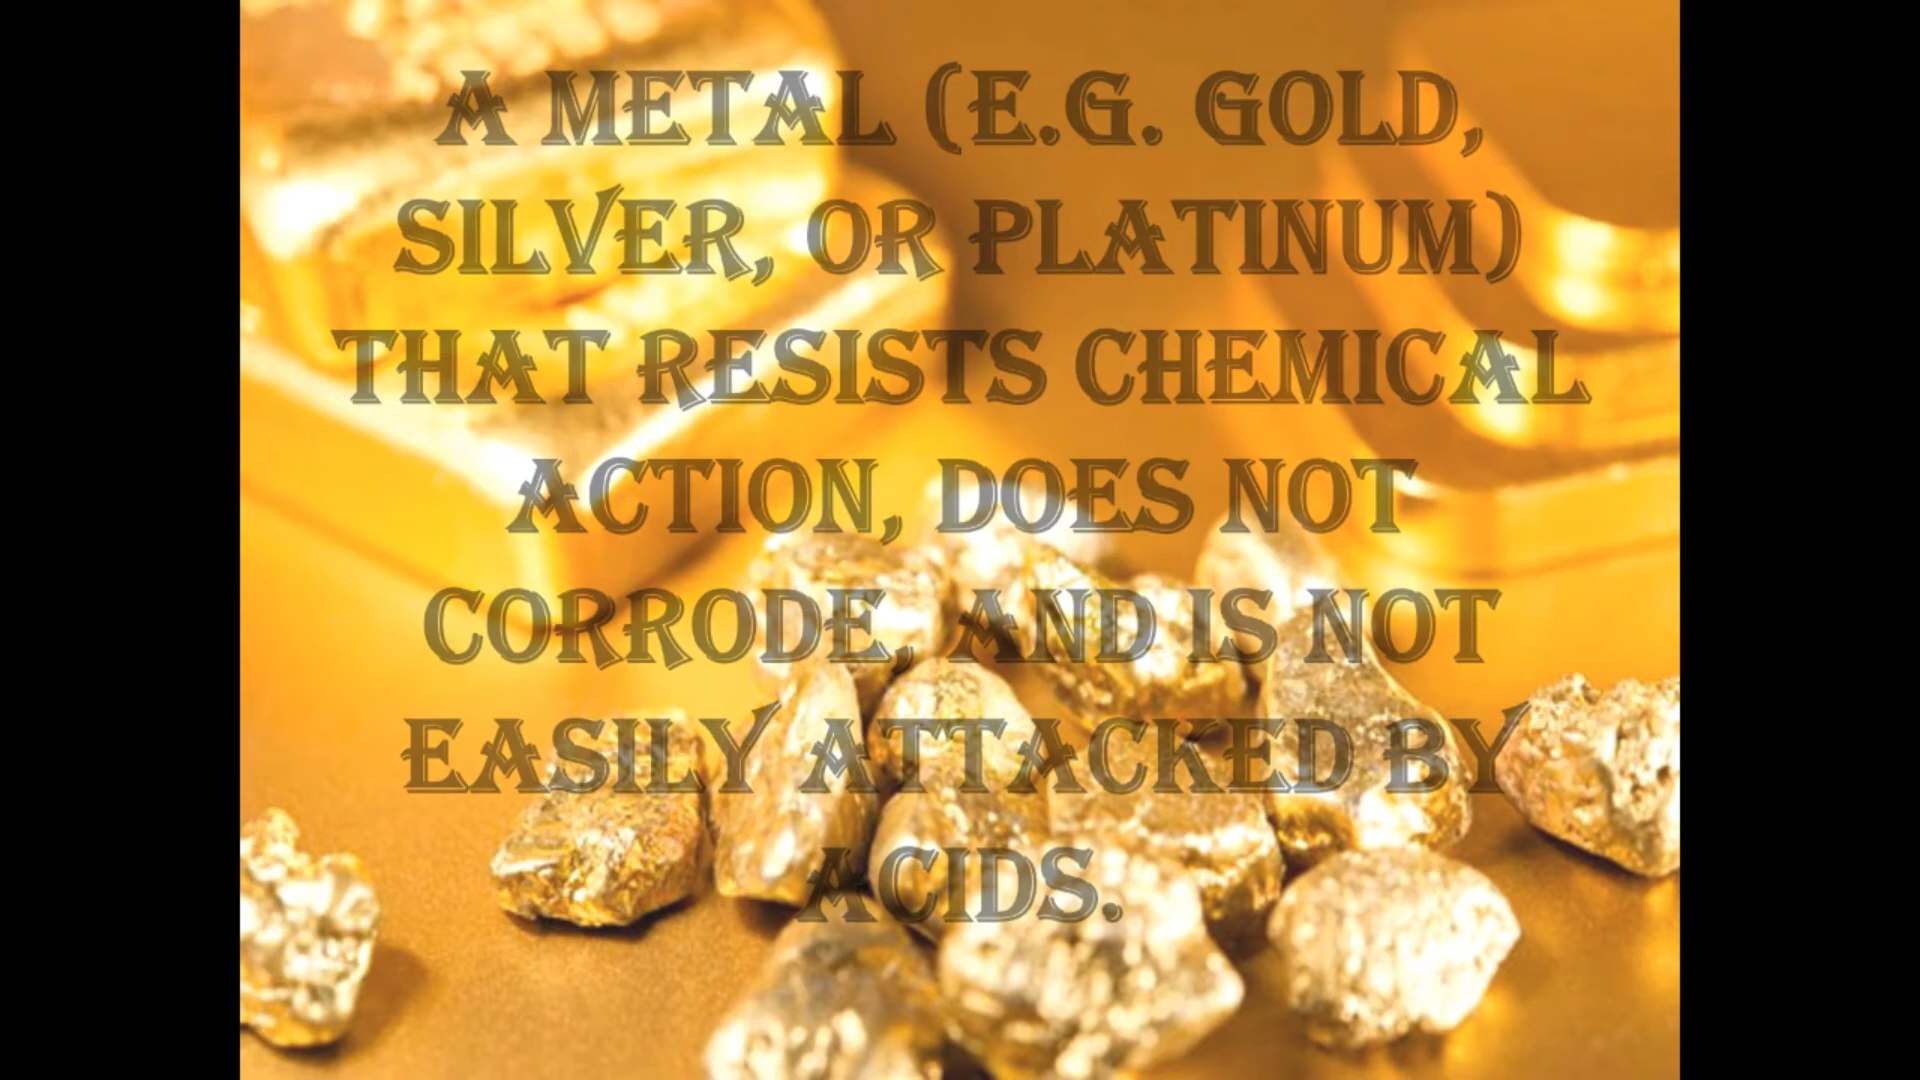 A METAL (E.G. GOLD,
SILVER, OR PLATINUM)
THAT RESISTS CHEMICAL
ACTION, DOES NOT
CORRODE, AND IS NOT
EASILY ATTACKED BY
ACIDS.